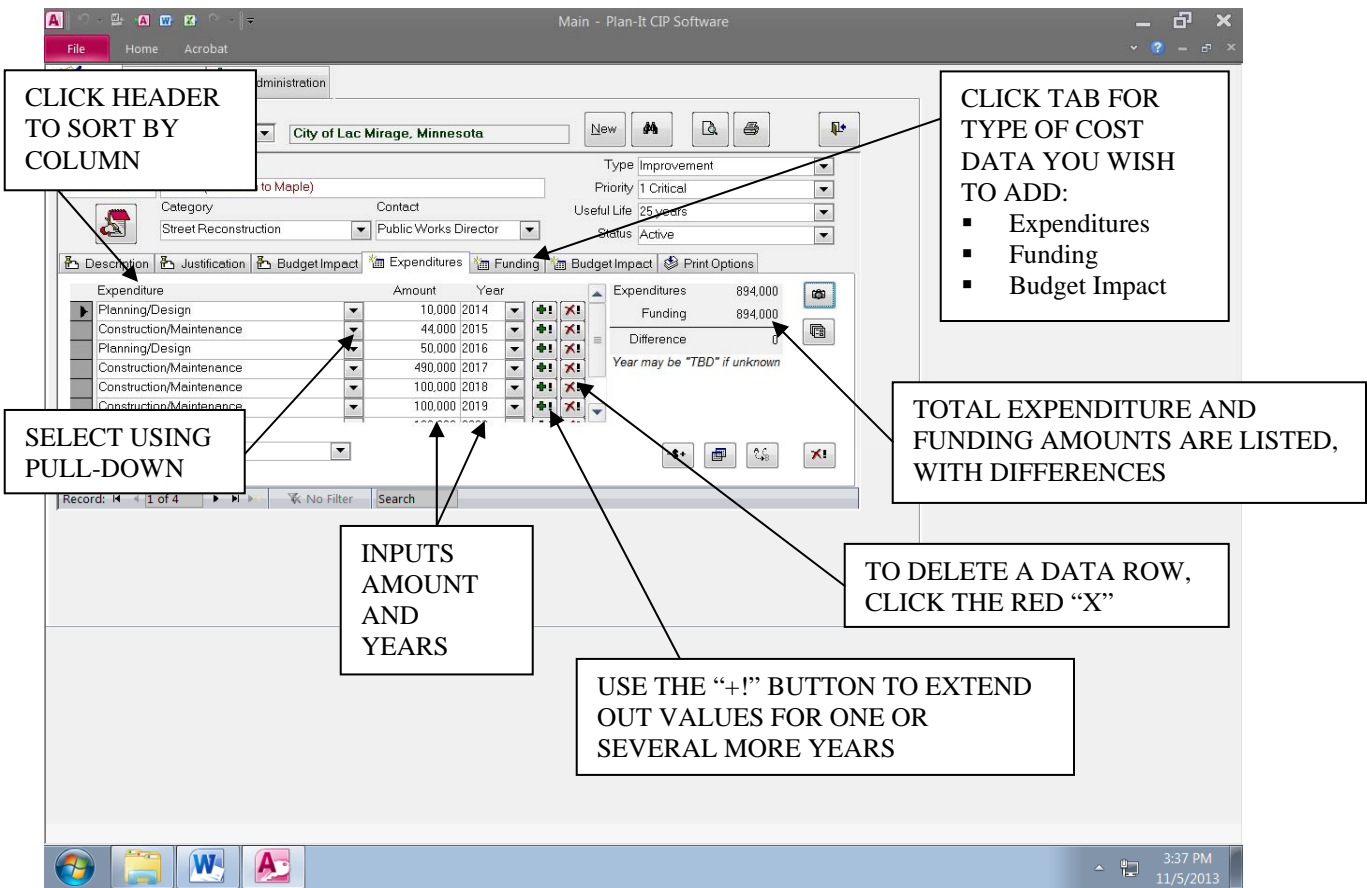 Main - Plan-It CIP Software
File Home Acrobat
CLICK HEADER
TO SORT BY
COLUMN
dministration
City of Lac Mirage, Minnesota
New
Type Improvement
to Maple)
Priority 1 Critical
Category
Contact
Useful Life 25 years
Street Reconstruction
Public Works Director
Status Active
Description Justification Budget Impact Expenditures Funding Budget Impact Print Options
Expenditure Amount Year
Planning/Design 10,000 2014
Construction/Maintenance 44,000 2015
Planning/Design 50,000 2016
Construction/Maintenance 490,000 2017
Construction/Maintenance 100,000 2018
Construction/Maintenance 100,000 2019
Expenditures 894,000
Funding 894,000
Difference 0
Year may be "TBD" if unknown
CLICK TAB FOR
TYPE OF COST
DATA YOU WISH
TO ADD:
▪ Expenditures
▪ Funding
▪ Budget Impact
SELECT USING
PULL-DOWN
TOTAL EXPENDITURE AND
FUNDING AMOUNTS ARE LISTED,
WITH DIFFERENCES
Record: 1 of 4 No Filter Search
INPUTS
AMOUNT
AND
YEARS
TO DELETE A DATA ROW,
CLICK THE RED “X”
USE THE “+!” BUTTON TO EXTEND
OUT VALUES FOR ONE OR
SEVERAL MORE YEARS
3:37 PM
11/5/2013